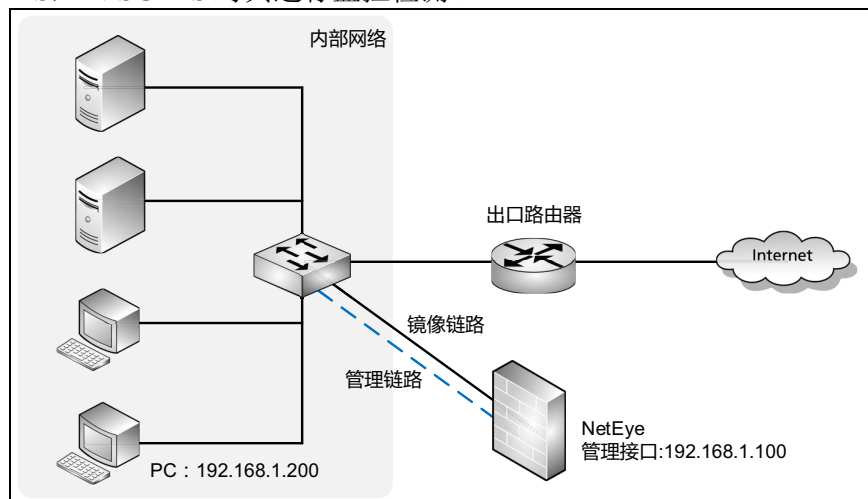 内部网络
出口路由器
Internet
镜像链路
管理链路
NetEye
管理接口:192.168.1.100
PC：192.168.1.200